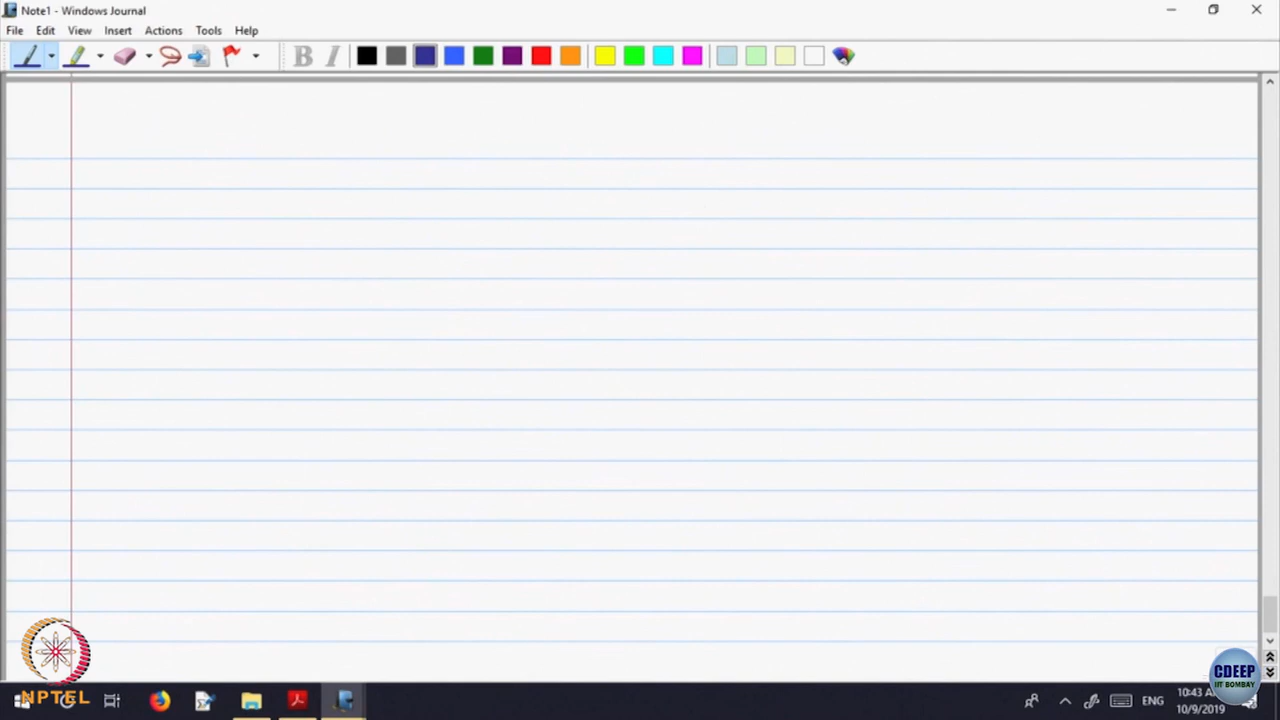 Note1 - Windows Journal
File Edit View Insert Actions Tools Help
B I
NPTEL
CDEEP
IIT BOMBAY
ENG
10:43 A
10/9/2019